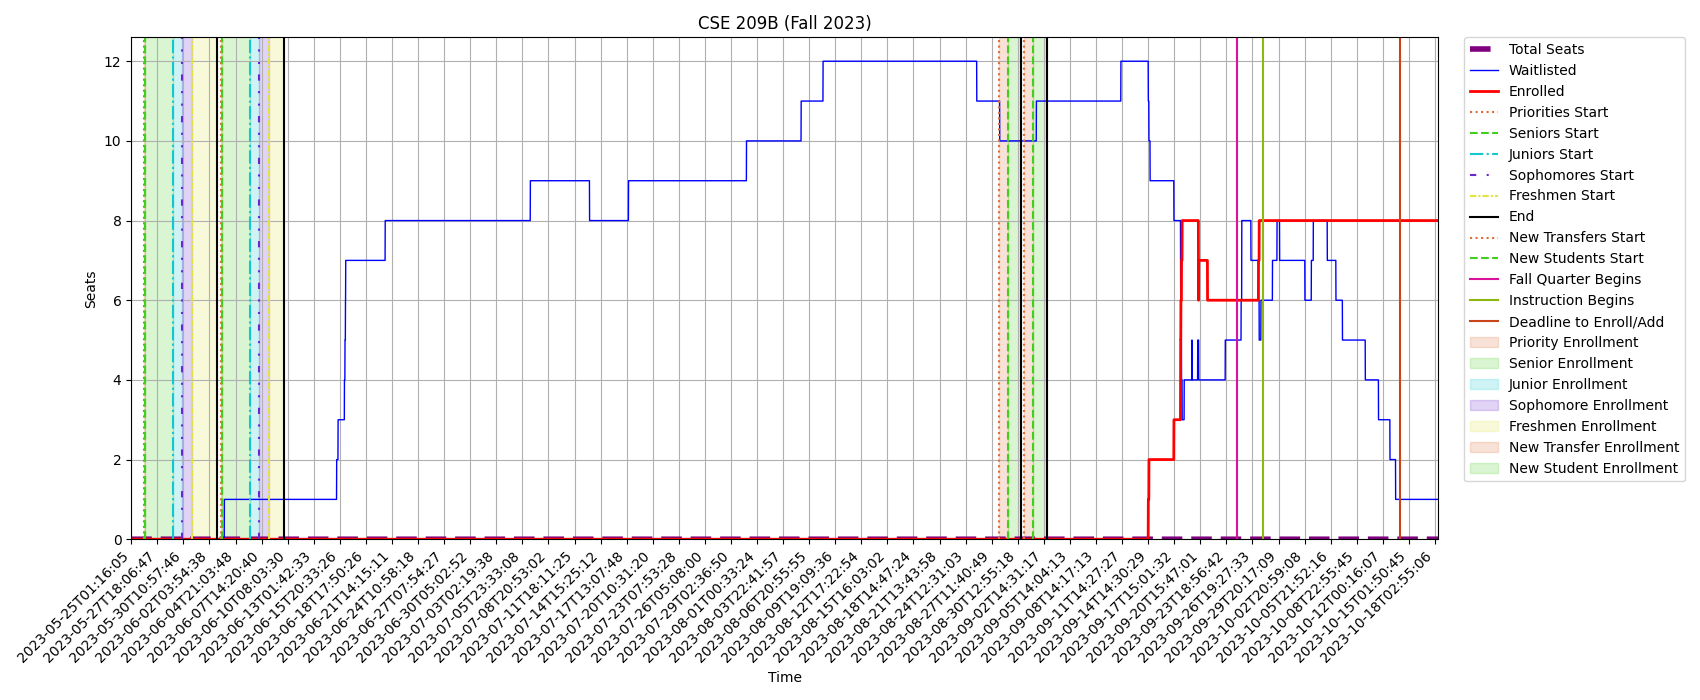 CSE 209B (Fall 2023)
Seats
12
10
8
6
4
2
0
2023-05-25T01:16:05
2023-05-27T18:06:47
2023-05-30T10:57:46
2023-06-02T03:54:38
2023-06-04T21:03:48
2023-06-07T14:20:40
2023-06-10T08:03:30
2023-06-13T01:42:33
2023-06-15T20:33:26
2023-06-18T17:50:26
2023-06-21T14:15:11
2023-06-24T10:58:18
2023-06-27T07:54:27
2023-06-30T05:02:52
2023-07-03T02:19:38
2023-07-05T23:33:08
2023-07-08T20:53:02
2023-07-11T18:11:25
2023-07-14T15:25:12
2023-07-17T13:07:48
2023-07-20T10:31:20
2023-07-23T07:53:28
2023-07-26T05:08:00
2023-07-29T02:36:50
2023-08-01T00:33:24
2023-08-03T22:41:57
2023-08-06T20:55:55
2023-08-09T19:09:36
2023-08-12T17:22:54
2023-08-15T16:03:02
2023-08-18T14:47:24
2023-08-21T13:43:58
2023-08-24T12:31:03
2023-08-27T11:40:49
2023-08-30T12:55:18
2023-09-02T14:31:17
2023-09-05T14:04:13
2023-09-08T14:17:13
2023-09-11T14:27:27
2023-09-14T14:30:29
2023-09-17T15:01:32
2023-09-20T15:47:01
2023-09-23T18:56:42
2023-09-26T19:27:33
2023-09-29T20:17:09
2023-10-02T20:59:08
2023-10-05T21:52:16
2023-10-08T22:55:45
2023-10-12T00:16:07
2023-10-15T01:50:45
2023-10-18T02:55:06
Time
Total Seats
Waitlisted
Enrolled
Priorities Start
Seniors Start
Juniors Start
Sophomores Start
Freshmen Start
End
New Transfers Start
New Students Start
Fall Quarter Begins
Instruction Begins
Deadline to Enroll/Add
Priority Enrollment
Senior Enrollment
Junior Enrollment
Sophomore Enrollment
Freshmen Enrollment
New Transfer Enrollment
New Student Enrollment